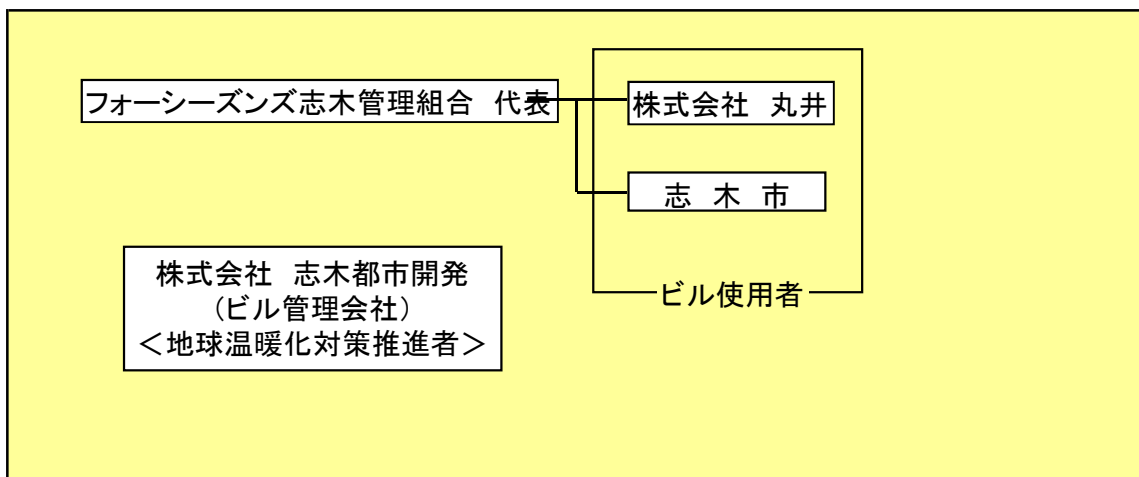 フォーシーズンズ志木管理組合 代表
株式会社 丸井
志 木 市
ビル使用者
株式会社 志木都市開発
(ビル管理会社)
＜地球温暖化対策推進者＞